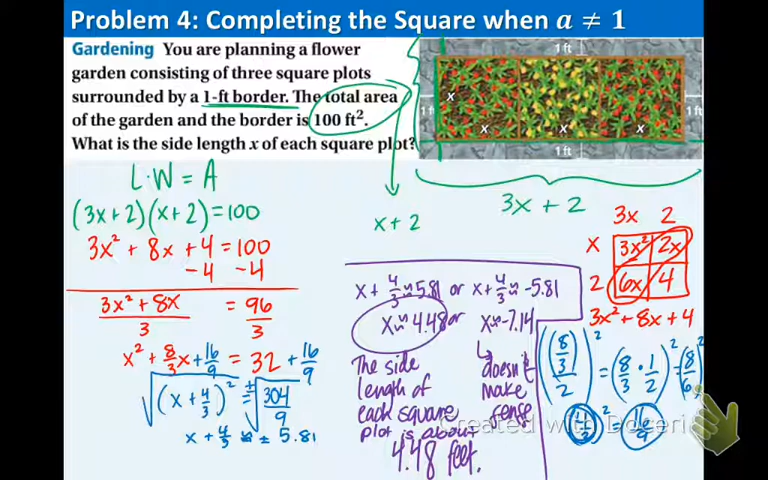 Problem 4: Completing the Square when a ≠ 1
Gardening You are planning a flower
garden consisting of three square plots
surrounded by a 1-ft border. The total area
of the garden and the border is 100 ft².
What is the side length x of each square plot?
1 ft
1 ft
1 ft
1 ft
x
x
x
x
L·W = A
(3x+2)(x+2)=100
3x² + 8x + 4 = 100
-4 -4
3x² + 8x = 96
3 3
x² + 8/3 x + 16/9 = 32 + 16/9
√(x + 4/3)² = ±√304/9
x + 4/3 ≈ ± 5.81
x + 2
3x + 2
3x 2
x 3x² 2x
2 6x 4
3x² + 8x + 4
x + 4/3 ≈ 5.81 or x + 4/3 ≈ -5.81
x ≈ 4.48 or x ≈ -7.14
The side
length of
each square
plot is about
4.48 feet.
doesn't
make
sense
((8/3)/2)² = (8/3 · 1/2)² = (8/6)²
(4/3)² = 16/9
Created with Doceri